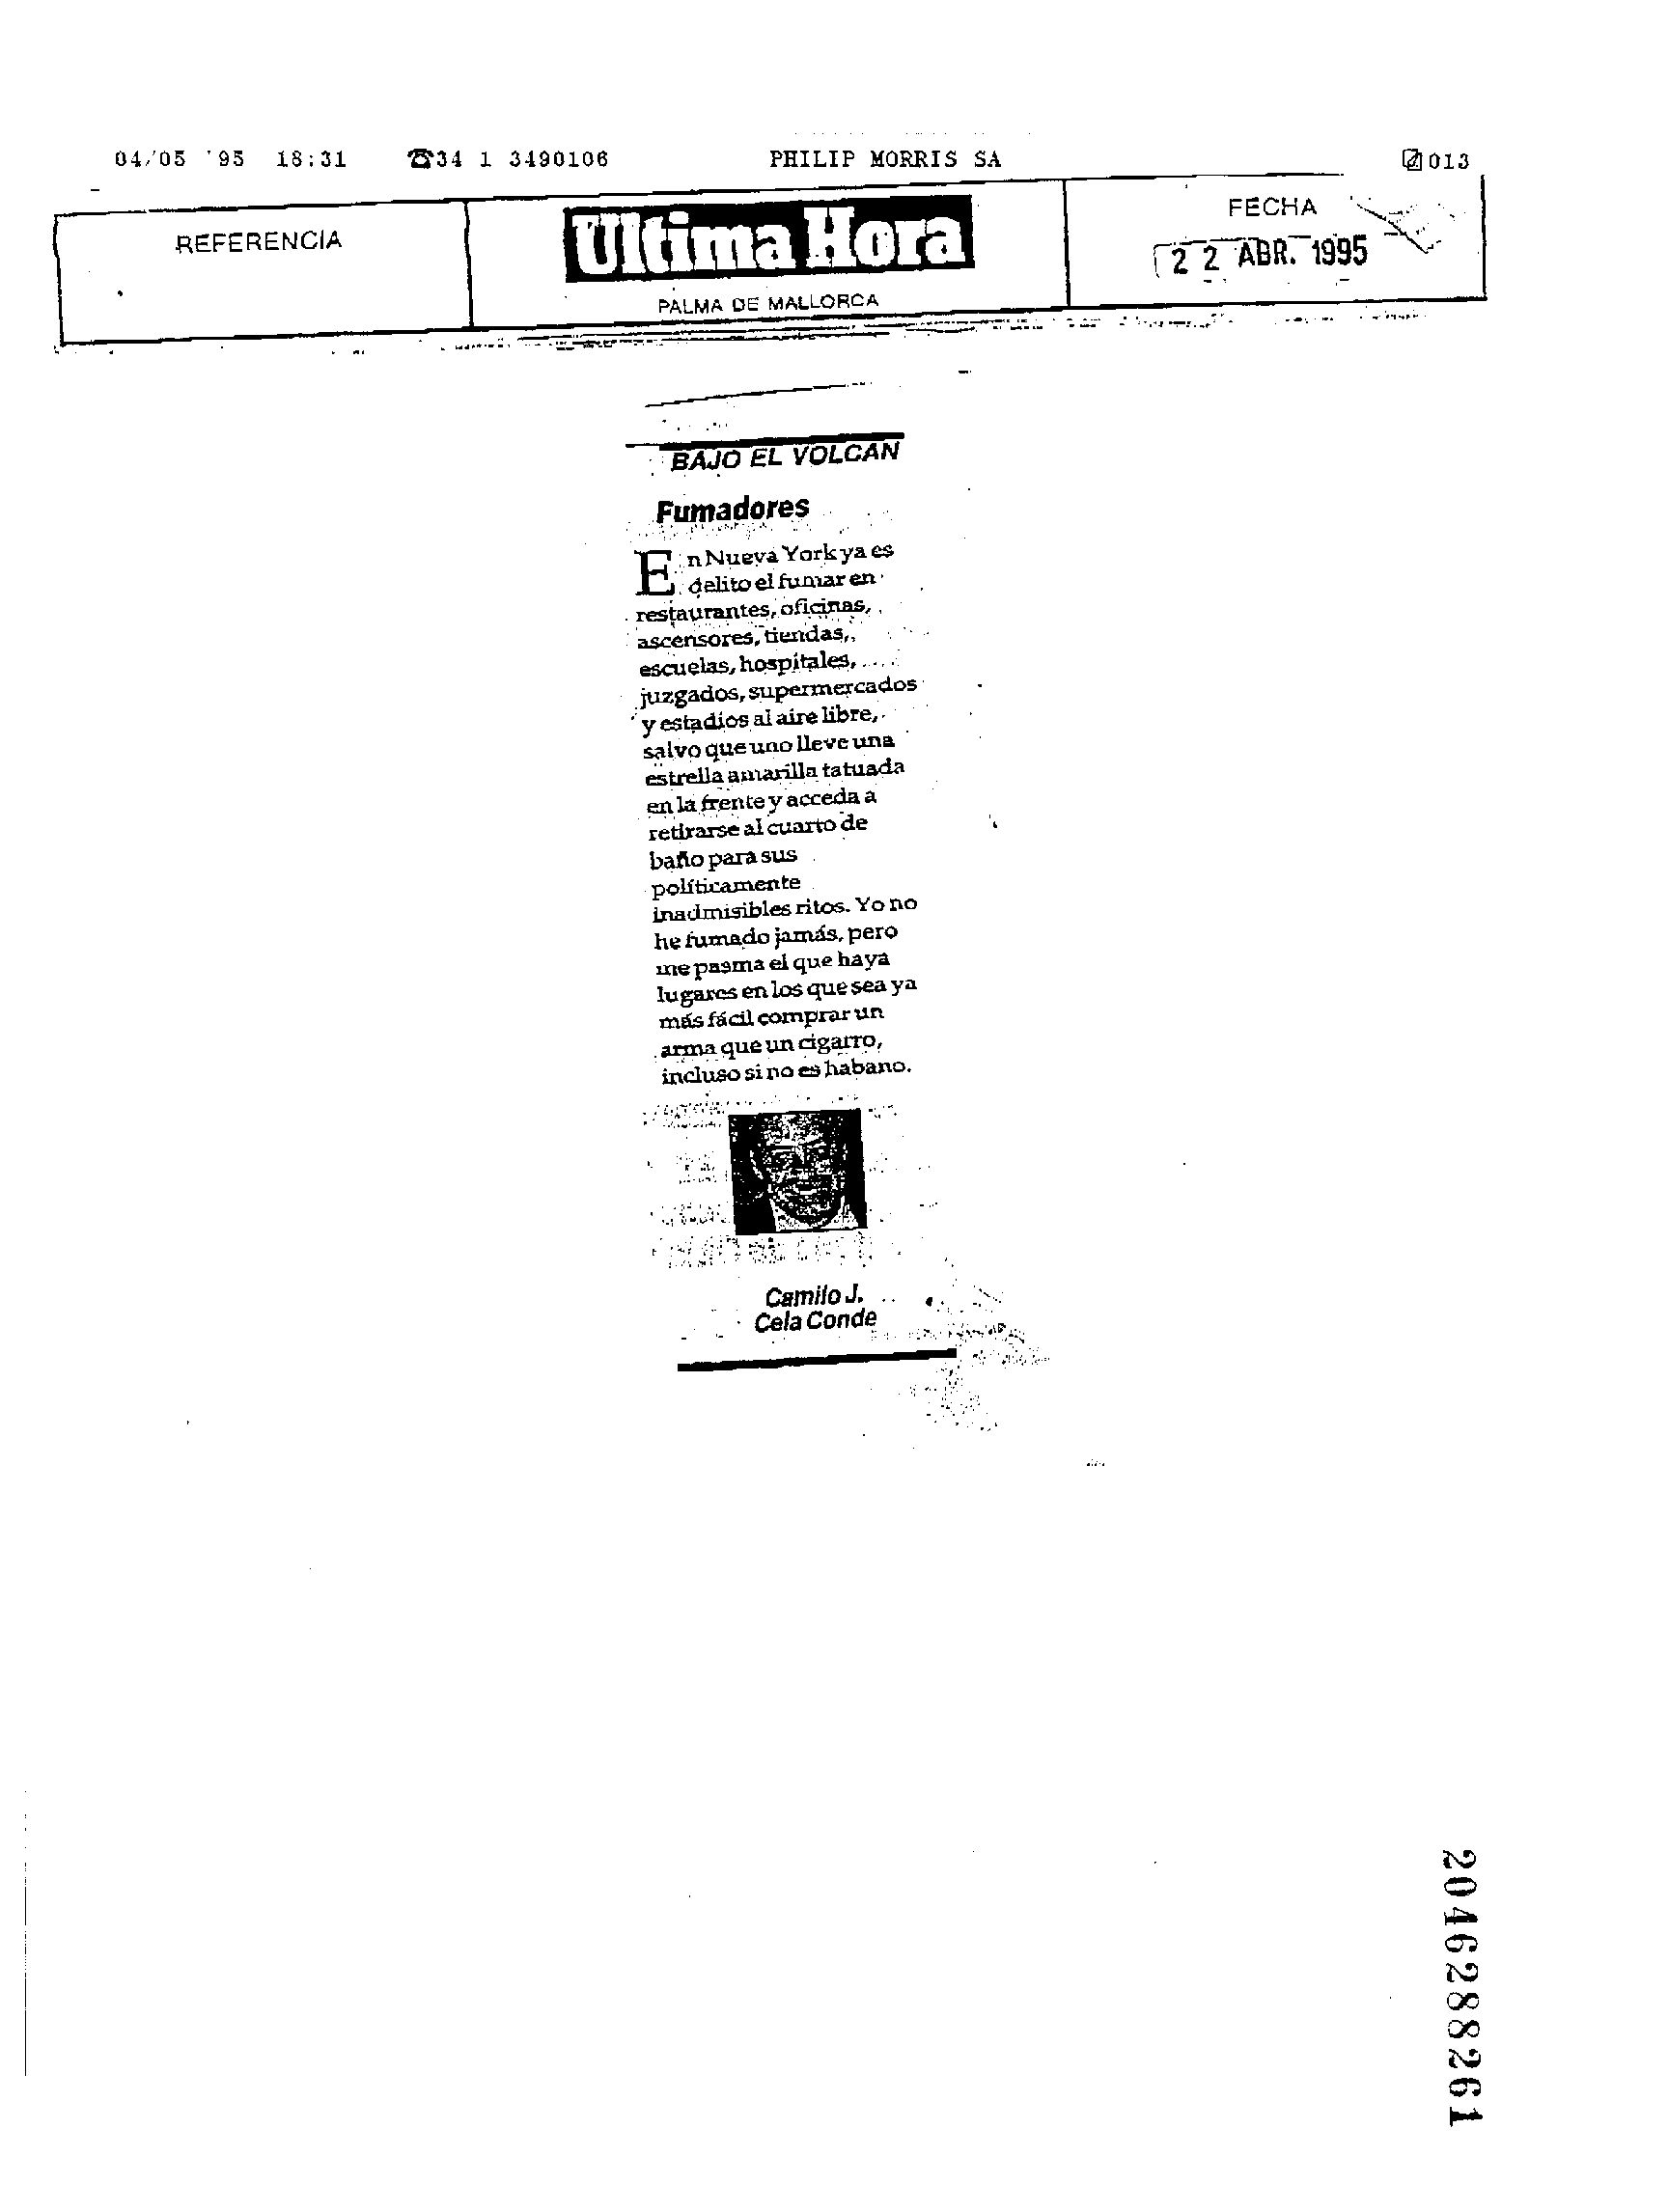 04/05 '95 18:31 ☎34 1 3490106 PHILIP MORRIS SA 013
REFERENCIA
Ultima Hora
PALMA DE MALLORCA
FECHA
22 ABR. 1995
BAJO EL VOLCAN
Fumadores
En Nueva York ya es
delito el fumar en
restaurantes, oficinas,
ascensores, tiendas,
escuelas, hospitales,
juzgados, supermercados
y estadios al aire libre,
salvo que uno lleve una
estrella amarilla tatuada
en la frente y acceda a
retirarse al cuarto de
baño para sus
políticamente
inadmisibles ritos. Yo no
he fumado jamás, pero
me pasma el que haya
lugares en los que sea ya
más fácil comprar un
arma que un cigarro,
incluso si no es habano.
Camilo J.
Cela Conde
2046288261